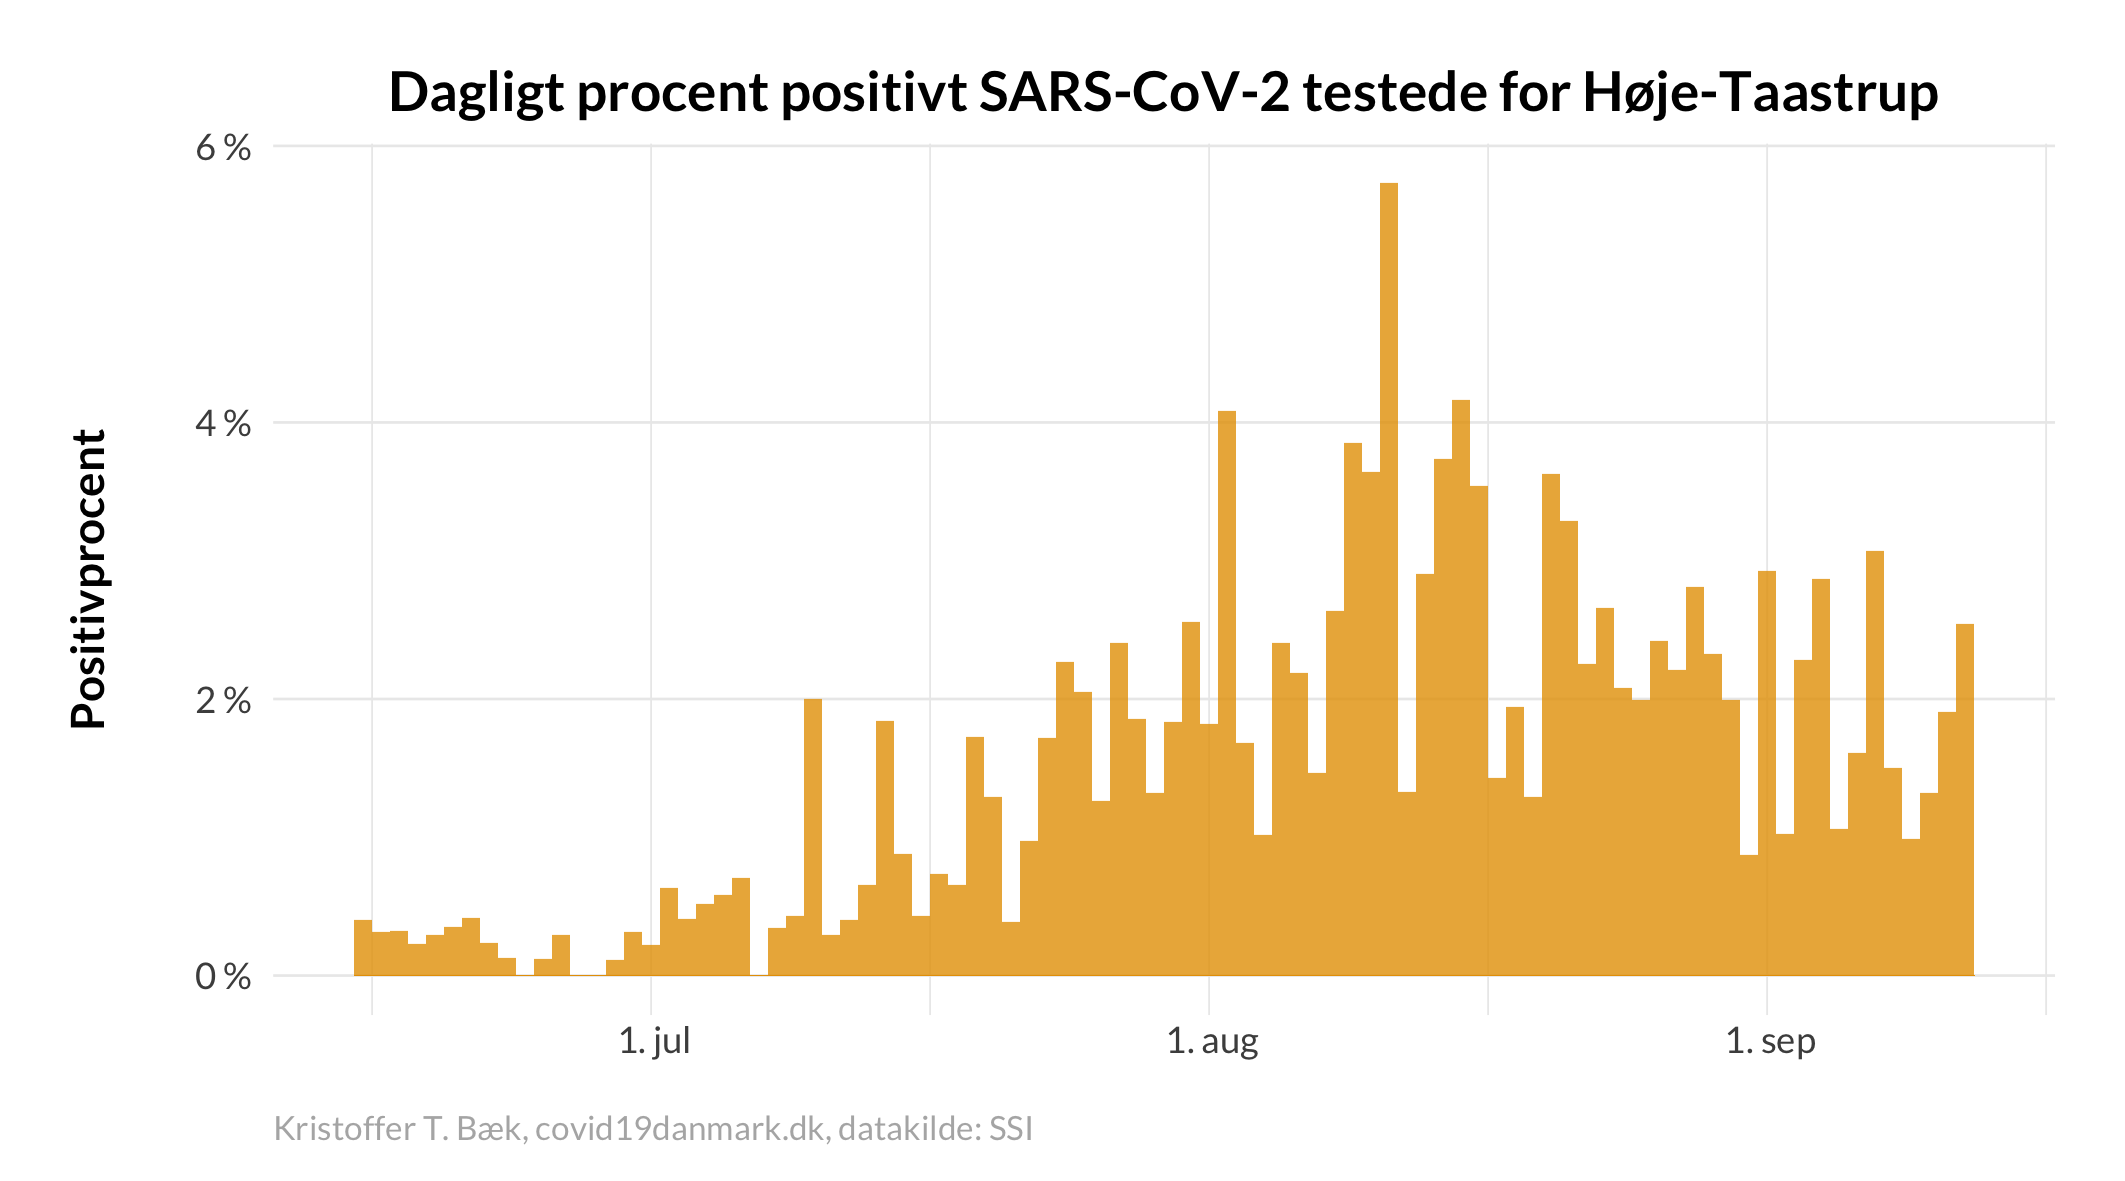 Dagligt procent positivt SARS-CoV-2 testede for Høje-Taastrup
6 %
4 %
2 %
0 %
Positivprocent
1. jul
1. aug
1. sep
Kristoffer T. Bæk, covid19danmark.dk, datakilde: SSI